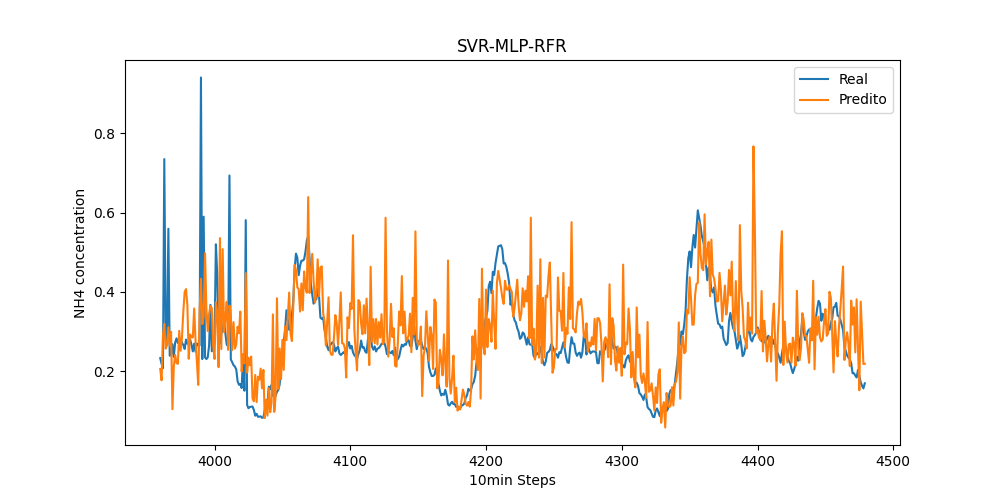 SVR-MLP-RFR
Real
Predito
NH4 concentration
0.8
0.6
0.4
0.2
4000 4100 4200 4300 4400 4500
10min Steps